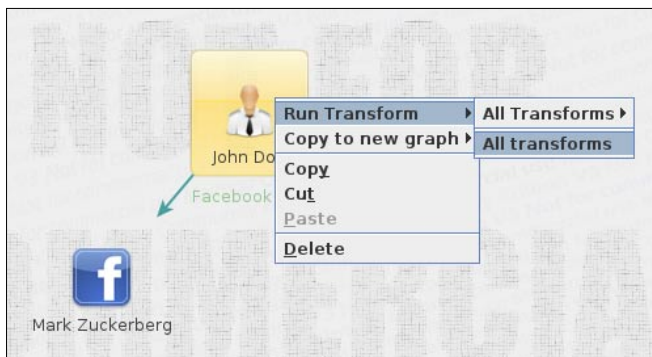 NOT
John Do
Run Transform
All Transforms
Copy to new graph
All transforms
Copy
Facebook
Cut
Paste
Delete
Mark Zuckerberg